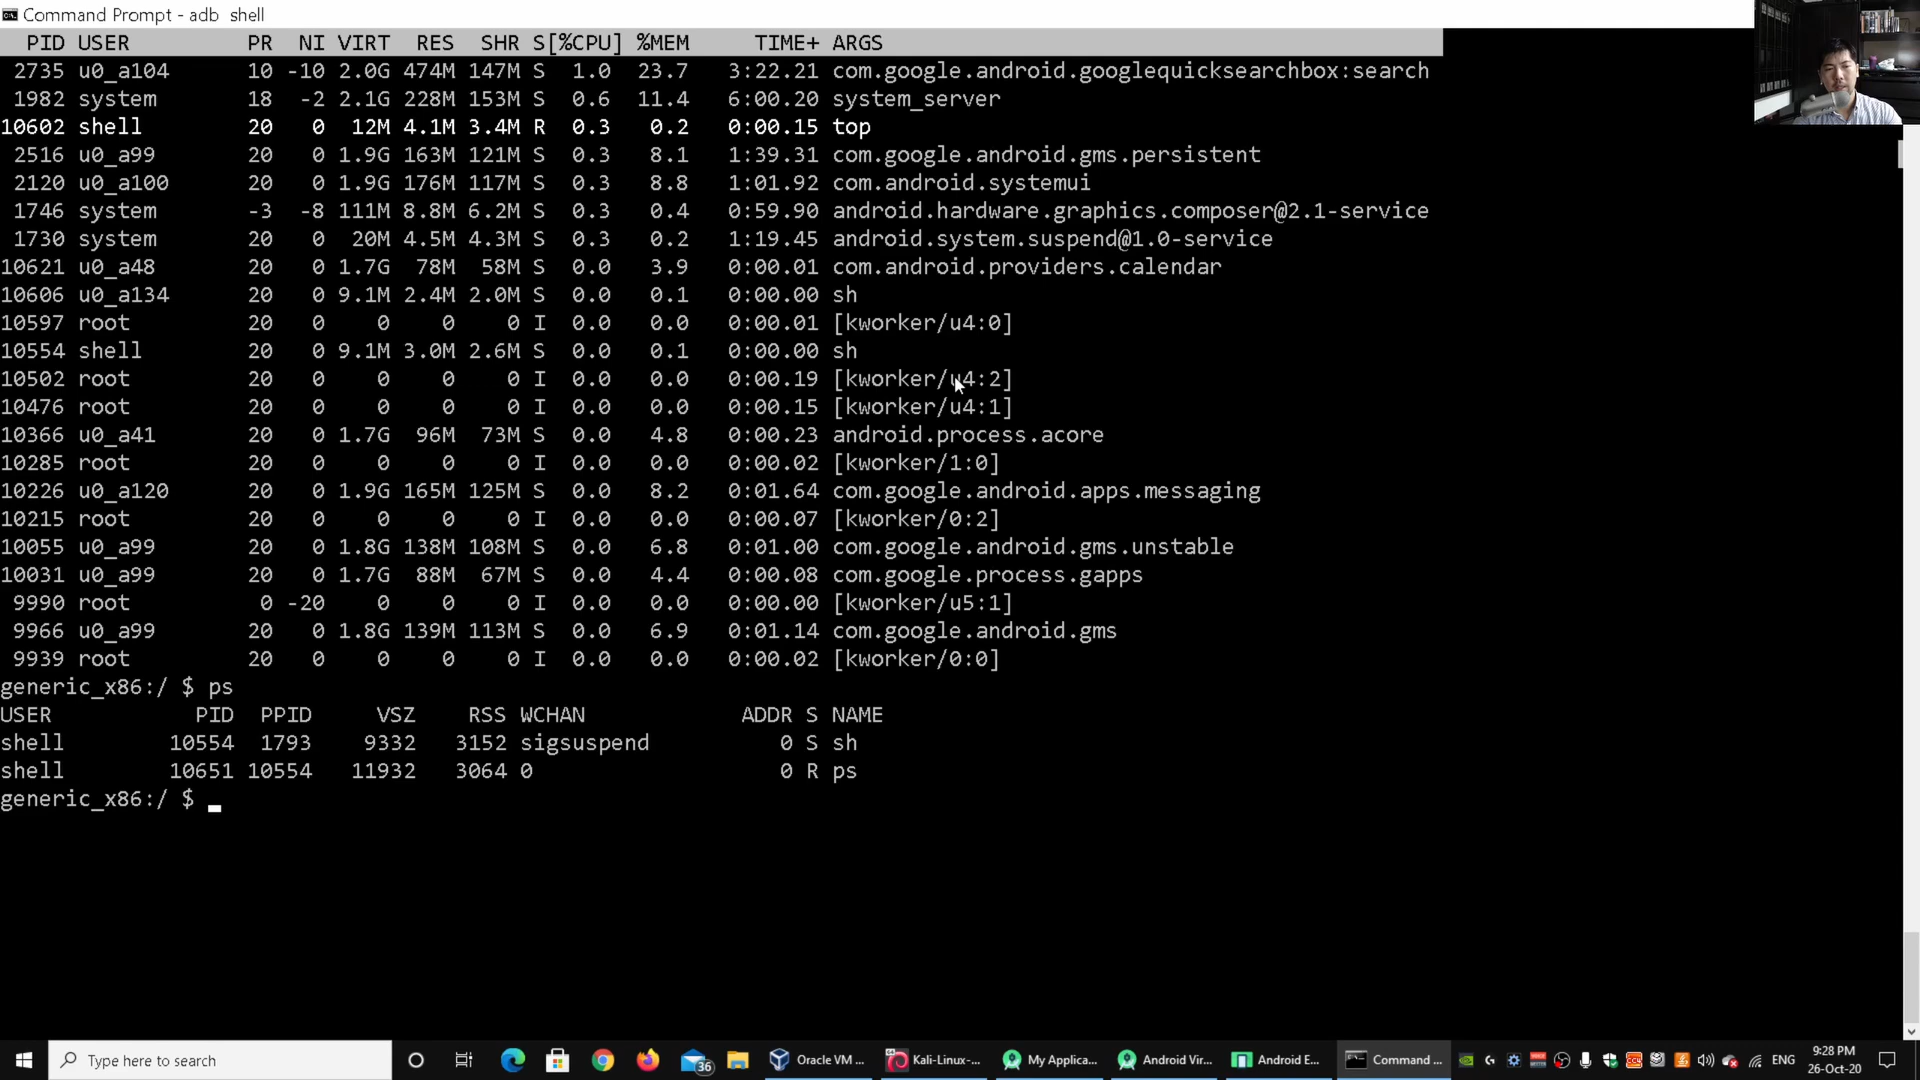 Command Prompt - adb  shell
  PID USER         PR  NI VIRT  RES  SHR S[%CPU] %MEM     TIME+ ARGS
 2735 u0_a104      10 -10 2.0G 474M 147M S  1.0  23.7   3:22.21 com.google.android.googlequicksearchbox:search
 1982 system       18  -2 2.1G 228M 153M S  0.6  11.4   6:00.20 system_server
10602 shell        20   0  12M 4.1M 3.4M R  0.3   0.2   0:00.15 top
 2516 u0_a99       20   0 1.9G 163M 121M S  0.3   8.1   1:39.31 com.google.android.gms.persistent
 2120 u0_a100      20   0 1.9G 176M 117M S  0.3   8.8   1:01.92 com.android.systemui
 1746 system       -3  -8 111M 8.8M 6.2M S  0.3   0.4   0:59.90 android.hardware.graphics.composer@2.1-service
 1730 system       20   0  20M 4.5M 4.3M S  0.3   0.2   1:19.45 android.system.suspend@1.0-service
10621 u0_a48       20   0 1.7G  78M  58M S  0.0   3.9   0:00.01 com.android.providers.calendar
10606 u0_a134      20   0 9.1M 2.4M 2.0M S  0.0   0.1   0:00.00 sh
10597 root         20   0    0    0    0 I  0.0   0.0   0:00.01 [kworker/u4:0]
10554 shell        20   0 9.1M 3.0M 2.6M S  0.0   0.1   0:00.00 sh
10502 root         20   0    0    0    0 I  0.0   0.0   0:00.19 [kworker/u4:2]
10476 root         20   0    0    0    0 I  0.0   0.0   0:00.15 [kworker/u4:1]
10366 u0_a41       20   0 1.7G  96M  73M S  0.0   4.8   0:00.23 android.process.acore
10285 root         20   0    0    0    0 I  0.0   0.0   0:00.02 [kworker/1:0]
10226 u0_a120      20   0 1.9G 165M 125M S  0.0   8.2   0:01.64 com.google.android.apps.messaging
10215 root         20   0    0    0    0 I  0.0   0.0   0:00.07 [kworker/0:2]
10055 u0_a99       20   0 1.8G 138M 108M S  0.0   6.8   0:01.00 com.google.android.gms.unstable
10031 u0_a99       20   0 1.7G  88M  67M S  0.0   4.4   0:00.08 com.google.process.gapps
 9990 root          0 -20    0    0    0 I  0.0   0.0   0:00.00 [kworker/u5:1]
 9966 u0_a99       20   0 1.8G 139M 113M S  0.0   6.9   0:01.14 com.google.android.gms
 9939 root         20   0    0    0    0 I  0.0   0.0   0:00.02 [kworker/0:0]
generic_x86:/ $ ps
USER           PID  PPID     VSZ    RSS WCHAN            ADDR S NAME
shell        10554  1793    9332   3152 sigsuspend          0 S sh
shell        10651 10554   11932   3064 0                   0 R ps
generic_x86:/ $ _
Type here to search
36
Oracle VM ...
Kali-Linux-...
My Applica...
Android Vir...
Android E...
Command ...
ENG
9:28 PM
26-Oct-20